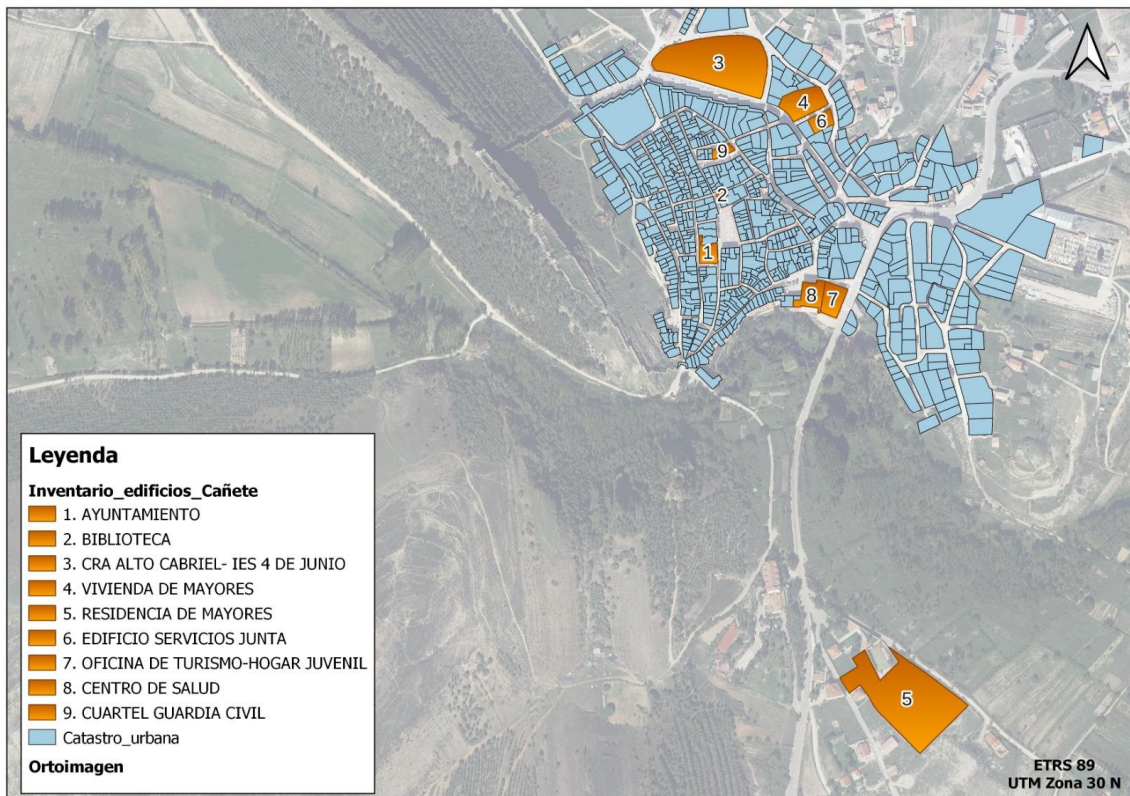 3
4
6
9
2
1
8
7
5
Leyenda
Inventario_edificios_Cañete
1. AYUNTAMIENTO
2. BIBLIOTECA
3. CRA ALTO CABRIEL- IES 4 DE JUNIO
4. VIVIENDA DE MAYORES
5. RESIDENCIA DE MAYORES
6. EDIFICIO SERVICIOS JUNTA
7. OFICINA DE TURISMO-HOGAR JUVENIL
8. CENTRO DE SALUD
9. CUARTEL GUARDIA CIVIL
Catastro_urbana
Ortoimagen
ETRS 89
UTM Zona 30 N